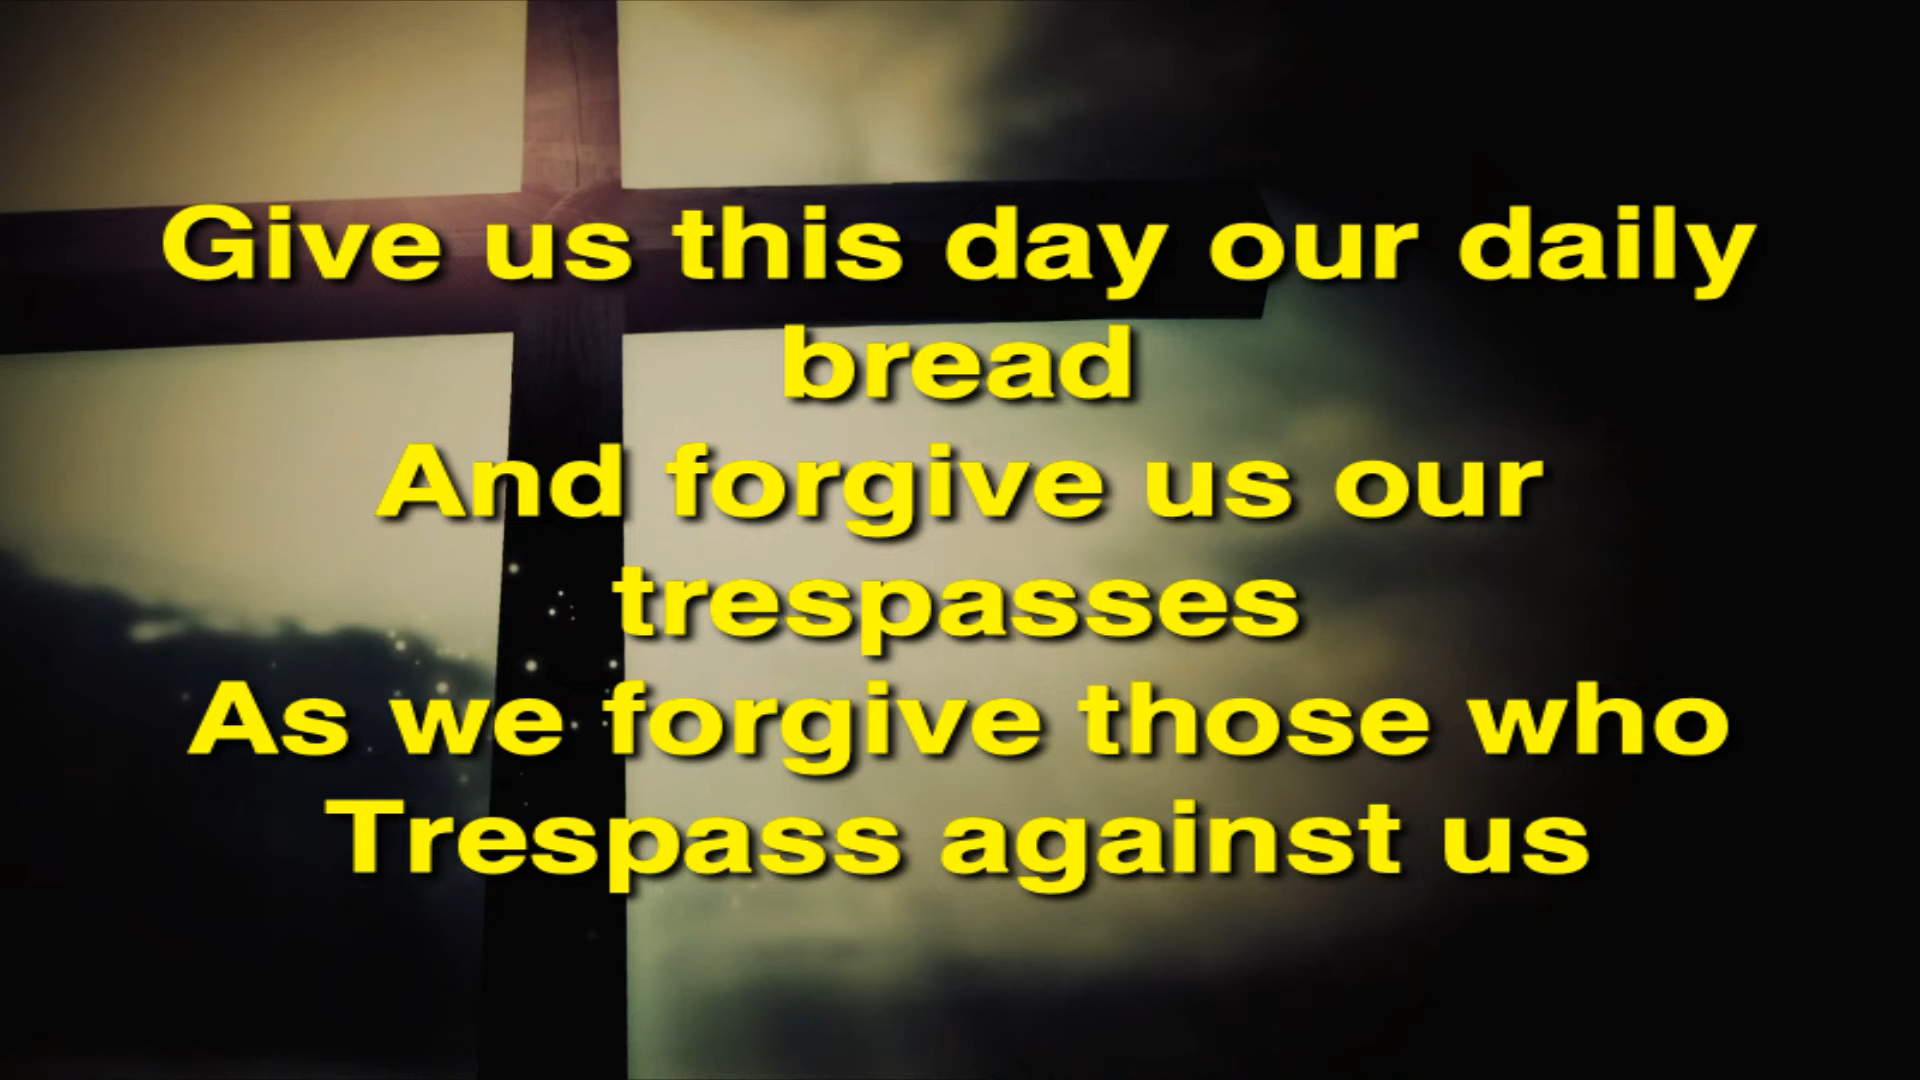 Give us this day our daily
bread
And forgive us our
trespasses
As we forgive those who
Trespass against us